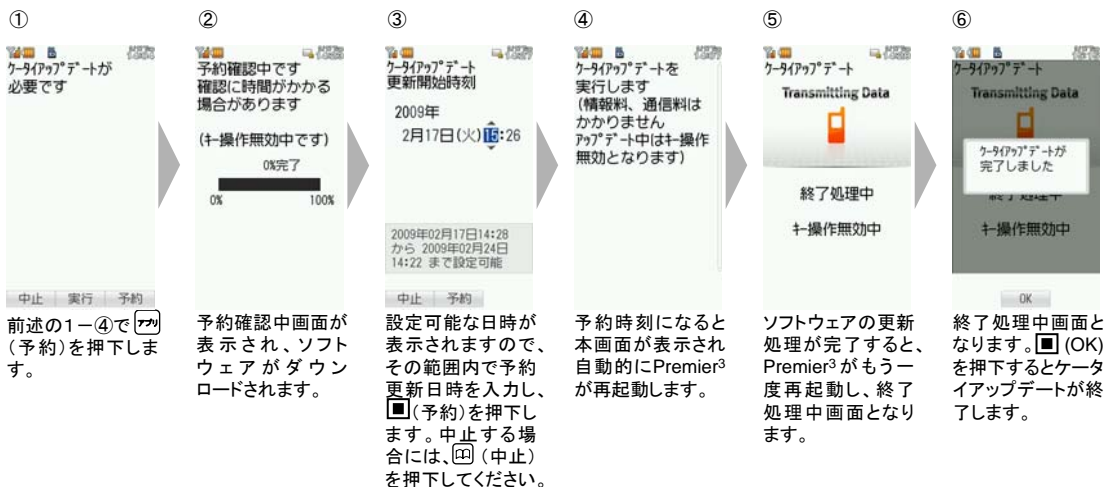 ①
ケータイアップデートが
必要です
中止 実行 予約
前述の1－④でアプリ
(予約)を押下しま
す。
②
予約確認中です
確認に時間がかかる
場合があります
(キー操作無効中です)
0%完了
0% 100%
予約確認中画面が
表示され、ソフト
ウェアがダウン
ロードされます。
③
ケータイアップデート
更新開始時刻
2009年
2月17日(火)15:26
2009年02月17日14:28
から 2009年02月24日
14:22 まで設定可能
中止 予約
設定可能な日時が
表示されますので、
その範囲内で予約
更新日時を入力し、
(予約)を押下し
ます。中止する場
合には、(中止)
を押下してください。
④
ケータイアップデートを
実行します
(情報料、通信料は
かかりません
アップデート中はキー操作
無効となります)
予約時刻になると
本画面が表示され
自動的にPremier³
が再起動します。
⑤
ケータイアップデート
Transmitting Data
終了処理中
キー操作無効中
ソフトウェアの更新
処理が完了すると、
Premier³がもう一
度再起動し、終了
処理中画面となり
ます。
⑥
ケータイアップデート
Transmitting Data
ケータイアップデートが
完了しました
終了処理中
キー操作無効中
OK
終了処理中画面と
なります。(OK)
を押下するとケータ
イアップデートが終
了します。